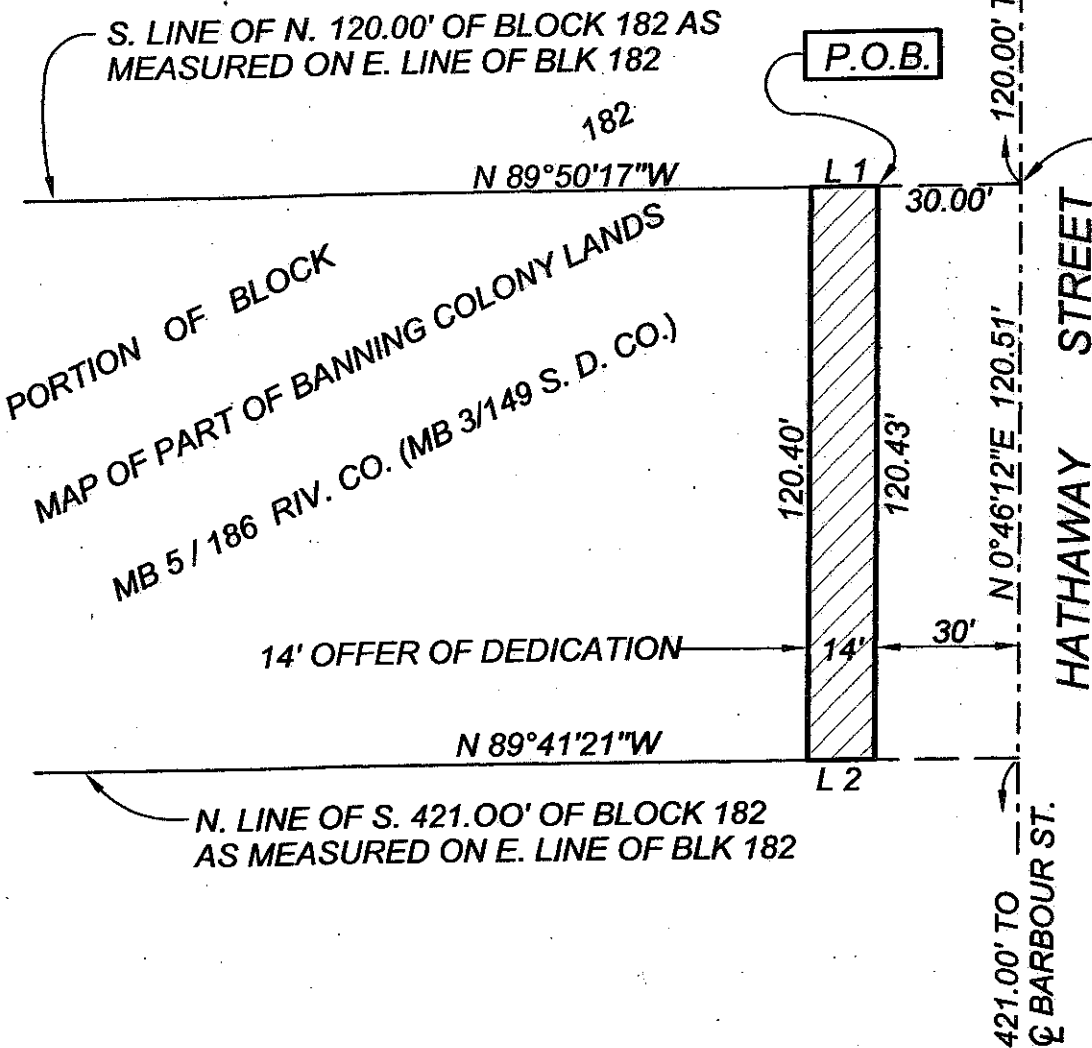 S. LINE OF N. 120.00' OF BLOCK 182 AS
MEASURED ON E. LINE OF BLK 182
P.O.B.
120.00'
182
N 89°50'17"W
L 1
30.00'
PORTION OF BLOCK
MAP OF PART OF BANNING COLONY LANDS
MB 5 / 186 RIV. CO. (MB 3/149 S. D. CO.)
120.40'
120.43'
N 0°46'12"E 120.51'
HATHAWAY STREET
14' OFFER OF DEDICATION
14'
30'
N 89°41'21"W
L 2
N. LINE OF S. 421.OO' OF BLOCK 182
AS MEASURED ON E. LINE OF BLK 182
421.00' TO
℄ BARBOUR ST.